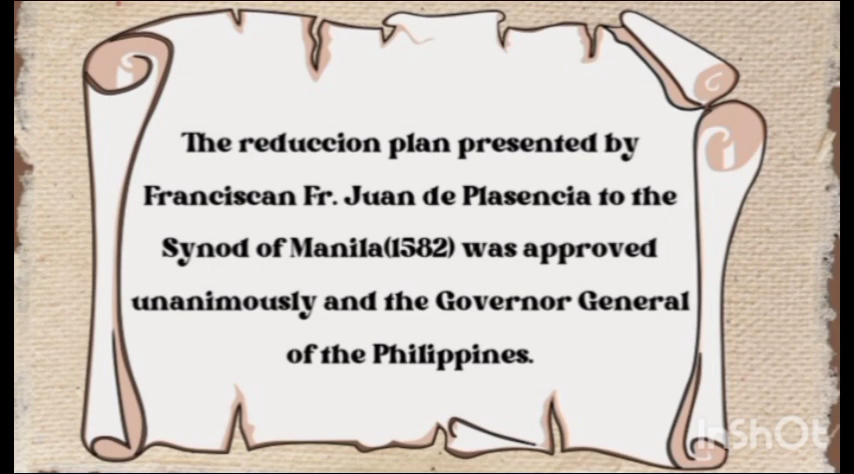 The reduccion plan presented by
Franciscan Fr. Juan de Plasencia to the
Synod of Manila(1582) was approved
unanimously and the Governor General
of the Philippines.
InShOt